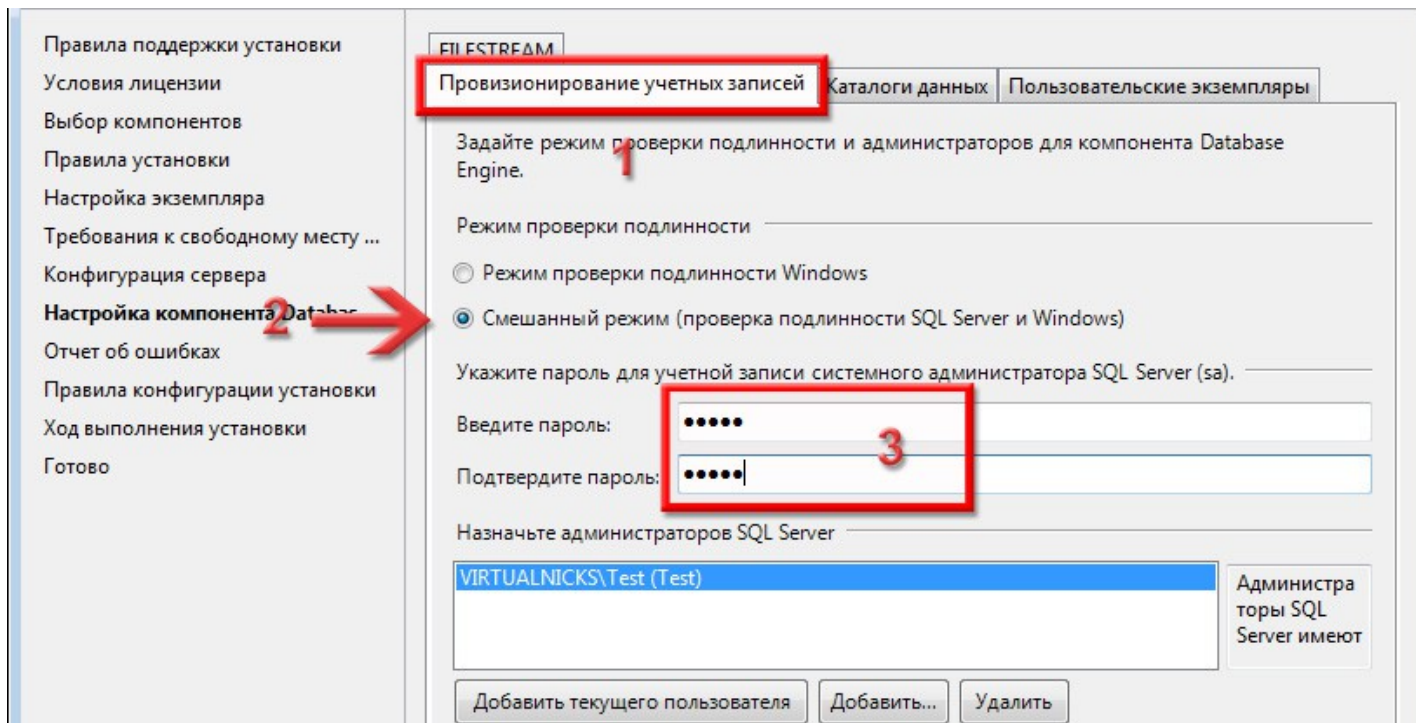 Правила поддержки установки
Условия лицензии
Выбор компонентов
Правила установки
Настройка экземпляра
Требования к свободному месту ...
Конфигурация сервера
Настройка компонента Databas
Отчет об ошибках
Правила конфигурации установки
Ход выполнения установки
Готово
2
FILESTREAM
Провизионирование учетных записей
Каталоги данных
Пользовательские экземпляры
Задайте режим проверки подлинности и администраторов для компонента Database
Engine.
1
Режим проверки подлинности
Режим проверки подлинности Windows
Смешанный режим (проверка подлинности SQL Server и Windows)
Укажите пароль для учетной записи системного администратора SQL Server (sa).
Введите пароль: •••••
3
Подтвердите пароль: •••••
Назначьте администраторов SQL Server
VIRTUALNICKS\Test (Test)
Администра
торы SQL
Server имеют
Добавить текущего пользователя
Добавить...
Удалить